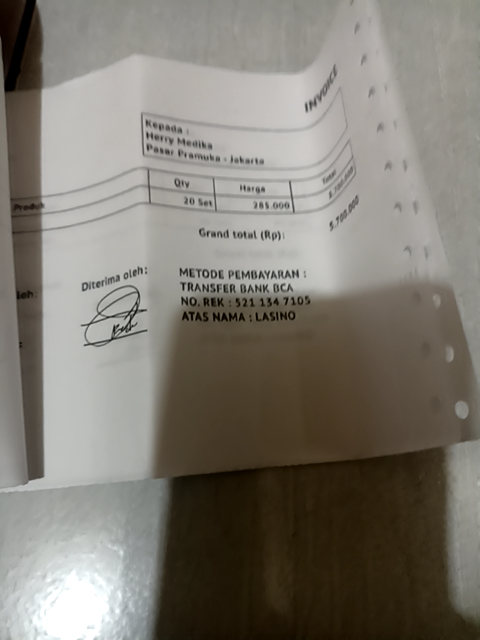 INVOICE
Kepada :
Herry Medika
Pasar Pramuka - Jakarta
Produk Qty Harga Total
20 Set 285.000 5.700.000
Grand total (Rp): 5.700.000
Diterima oleh:
METODE PEMBAYARAN :
TRANSFER BANK BCA
NO. REK : 521 134 7105
ATAS NAMA : LASINO